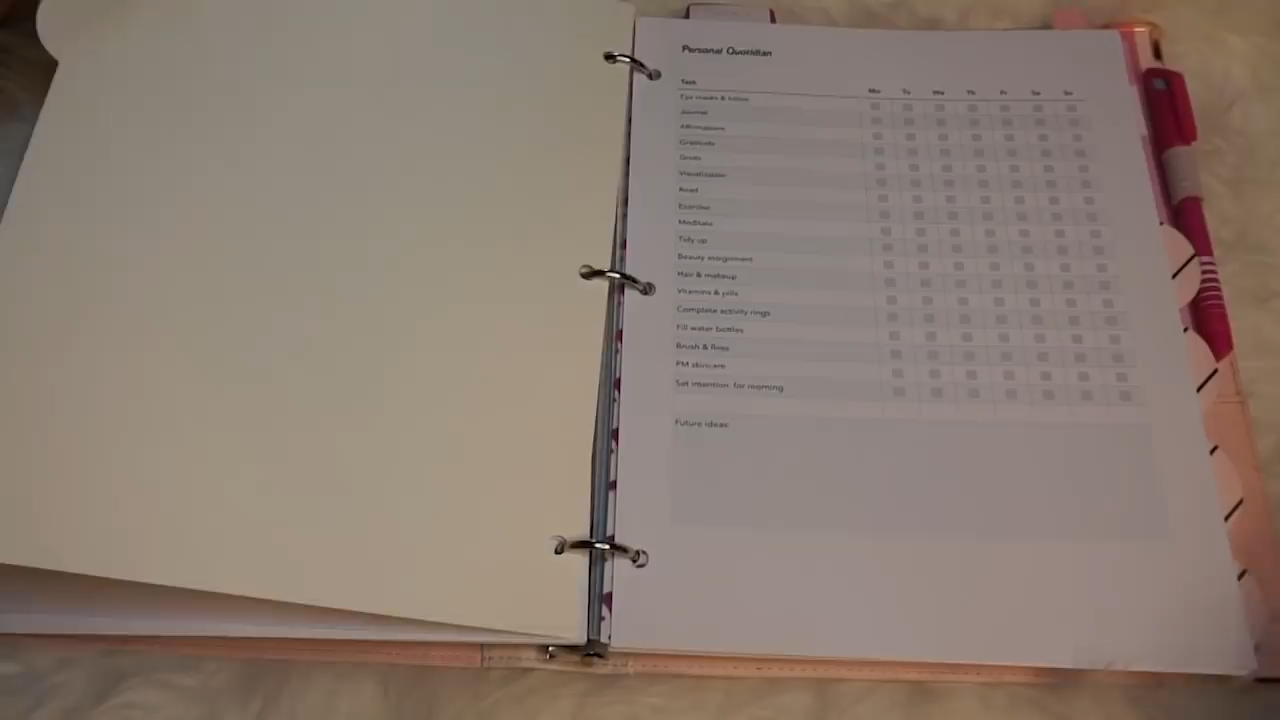 Personal Quotidian
Task Mo Tu We Th Fr Sa Su
Eye masks & lotion
Journal
Affirmations
Gratitude
Goals
Visualization
Read
Exercise
Meditate
Tidy up
Beauty assignment
Hair & makeup
Vitamins & pills
Complete activity rings
Fill water bottles
Brush & floss
PM skincare
Set intention for morning
Future ideas: